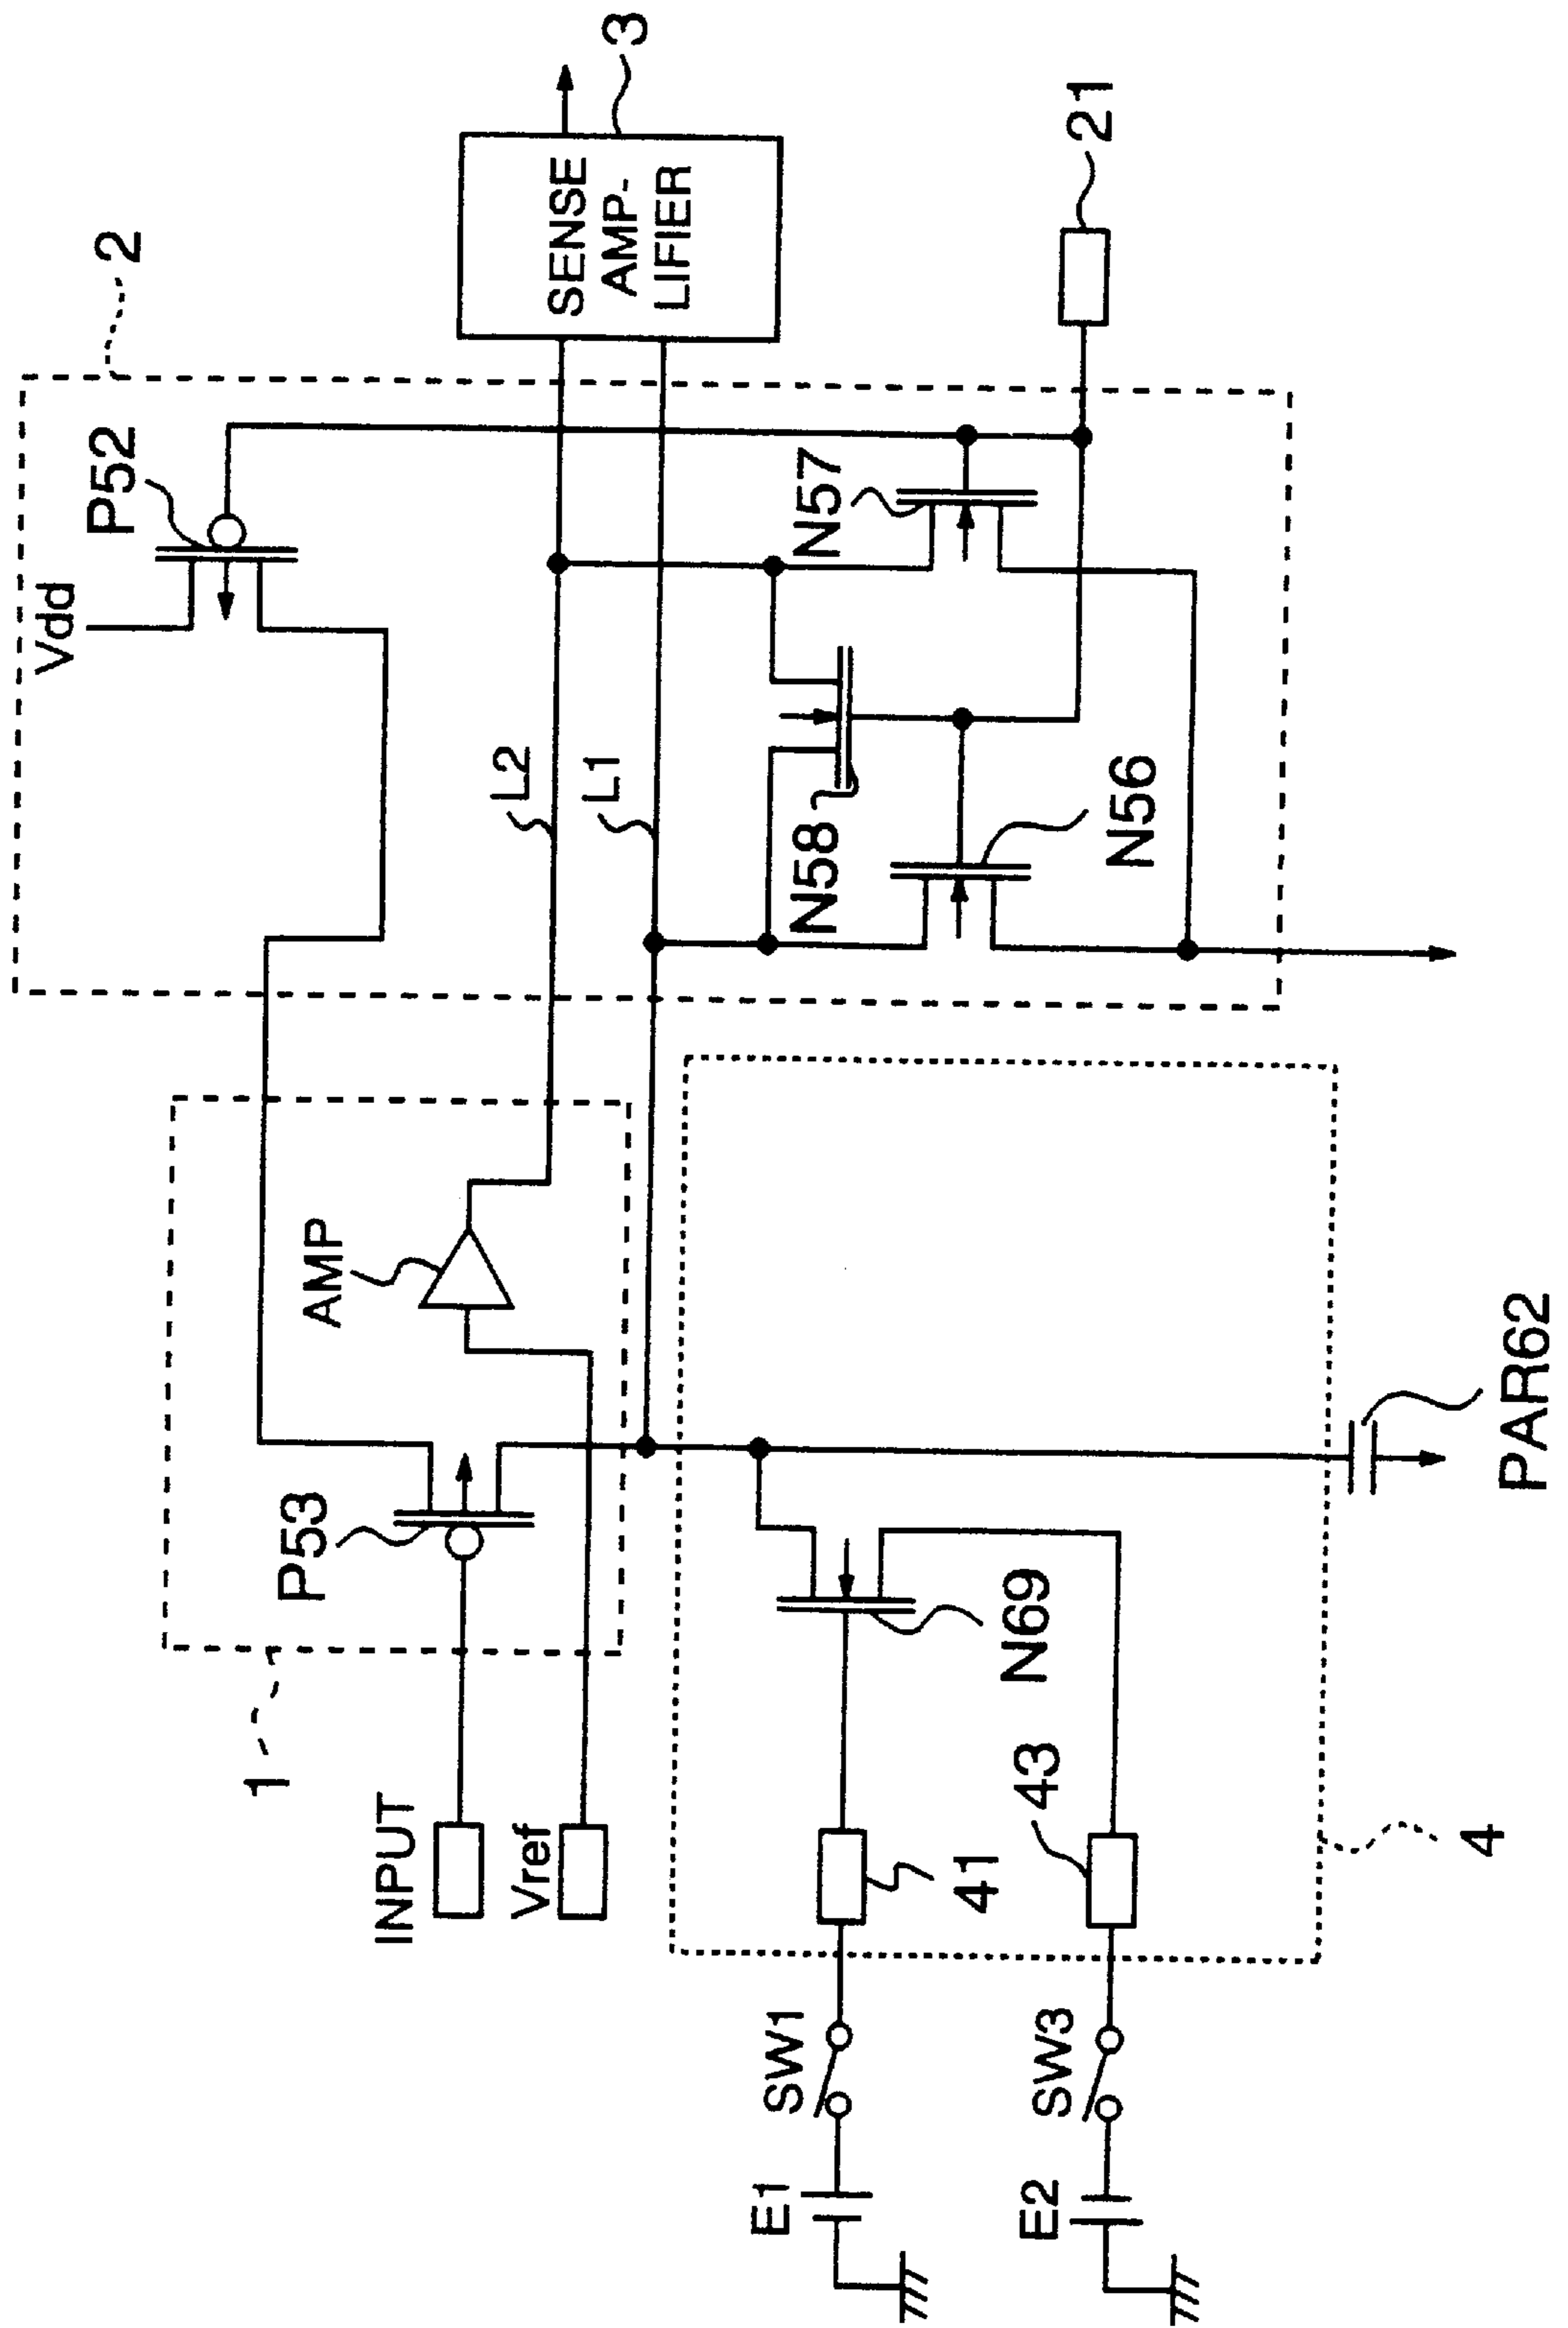 Vdd
P52
2
SENSE
AMP-
LIFIER
3
21
L2
L1
N57
N58
N56
1
AMP
P53
INPUT
Vref
N69
41
43
4
PAR62
SW1
SW3
E1
E2